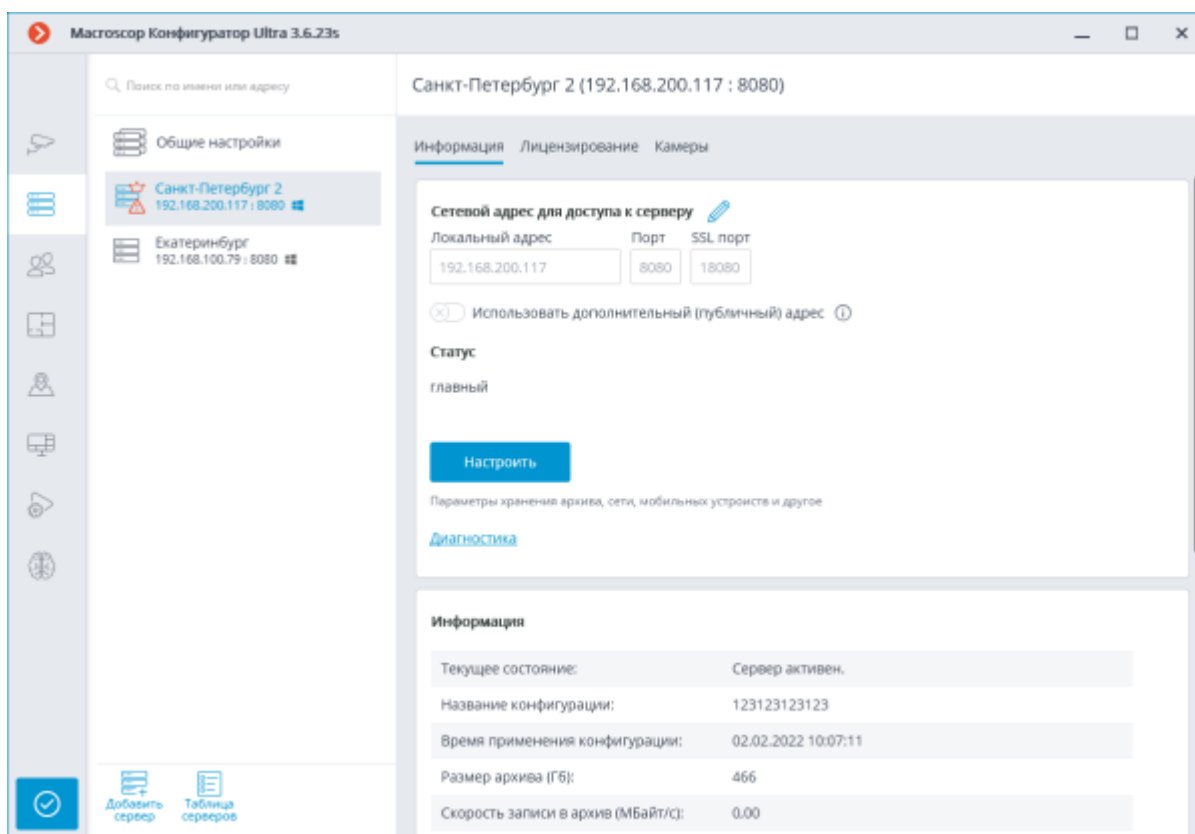 Macroscop Конфигуратор Ultra 3.6.23s
Поиск по имени или адресу
Общие настройки
Санкт-Петербург 2
192.168.200.117 : 8080
Екатеринбург
192.168.100.79 : 8080
Добавить сервер
Таблица серверов
Санкт-Петербург 2 (192.168.200.117 : 8080)
Информация Лицензирование Камеры
Сетевой адрес для доступа к серверу
Локальный адрес Порт SSL порт
192.168.200.117 8080 18080
Использовать дополнительный (публичный) адрес
Статус
главный
Настроить
Параметры хранения архива, сети, мобильных устройств и другое
Диагностика
Информация
Текущее состояние: Сервер активен.
Название конфигурации: 123123123123
Время применения конфигурации: 02.02.2022 10:07:11
Размер архива (Гб): 466
Скорость записи в архив (МБайт/с): 0.00